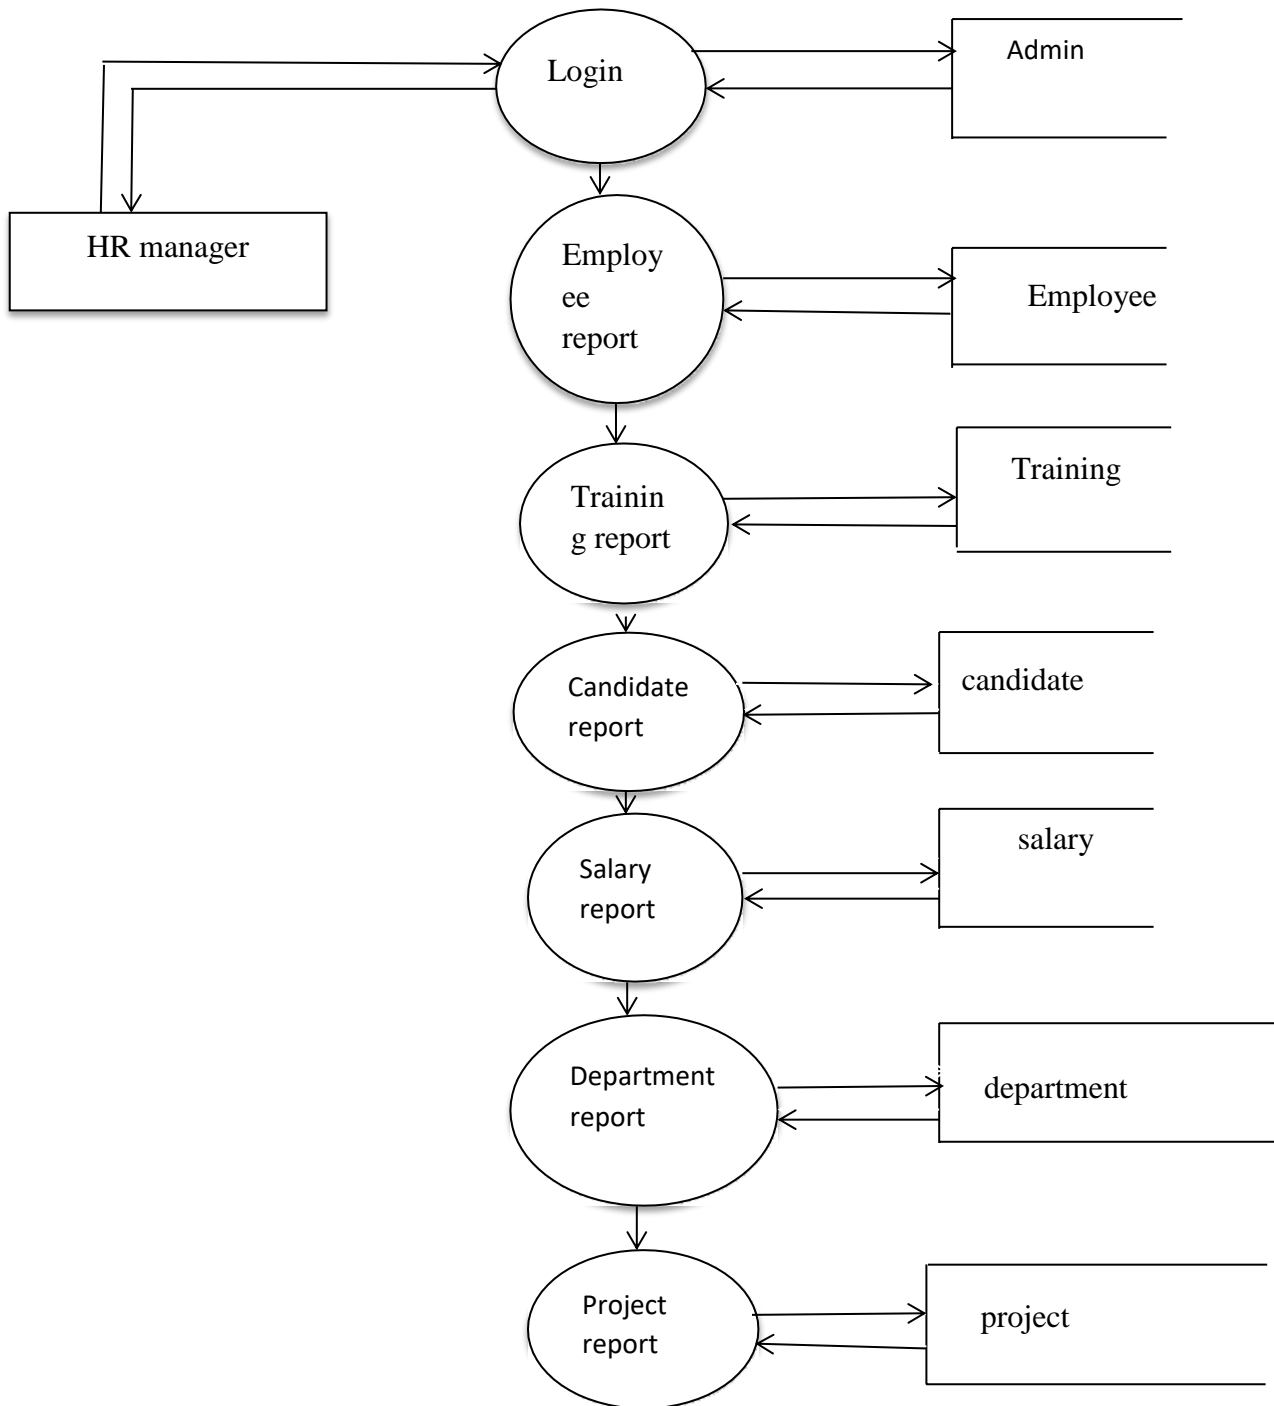 Login
Admin
HR manager
Employ
ee
report
Employee
Trainin
g report
Training
Candidate
report
candidate
Salary
report
salary
Department
report
department
Project
report
project